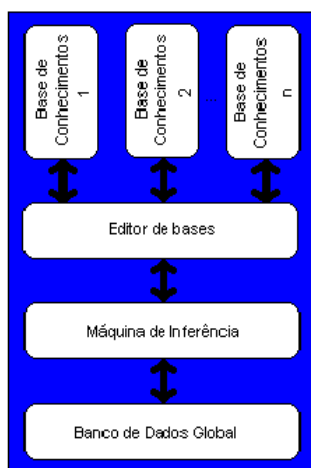 Base de
Conhecimentos
1
Base de
Conhecimentos
2
Base de
Conhecimentos
n
Editor de bases
Máquina de Inferência
Banco de Dados Global